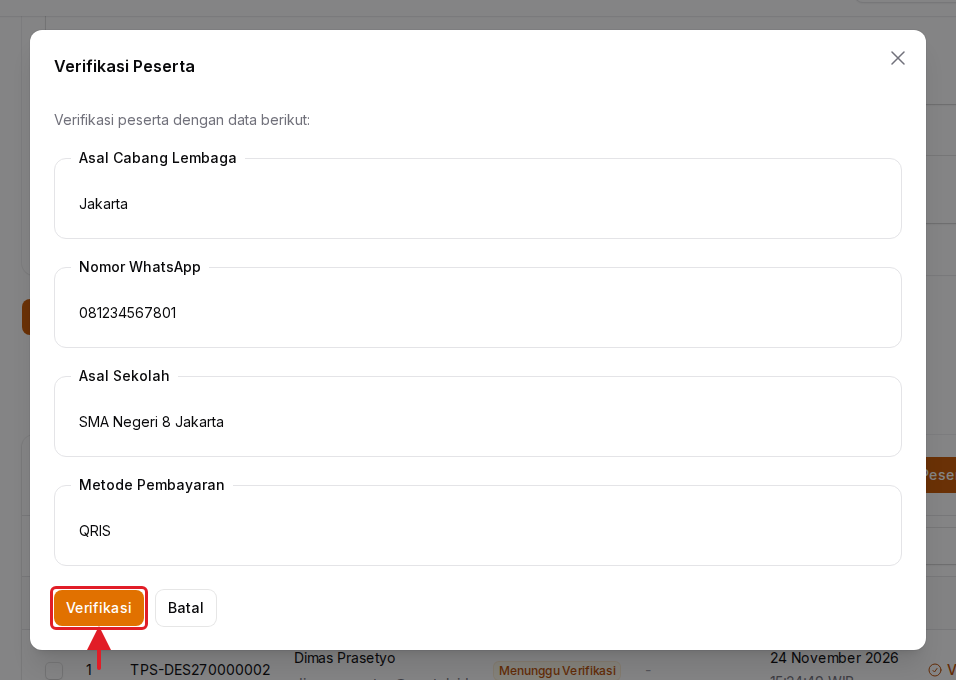 Verifikasi Peserta
Verifikasi peserta dengan data berikut:
Asal Cabang Lembaga
Jakarta
Nomor WhatsApp
081234567801
Asal Sekolah
SMA Negeri 8 Jakarta
Metode Pembayaran
QRIS
Verifikasi Batal
Dimas Prasetyo
1 TPS-DES270000002 Menunggu Verifikasi - 24 November 2026